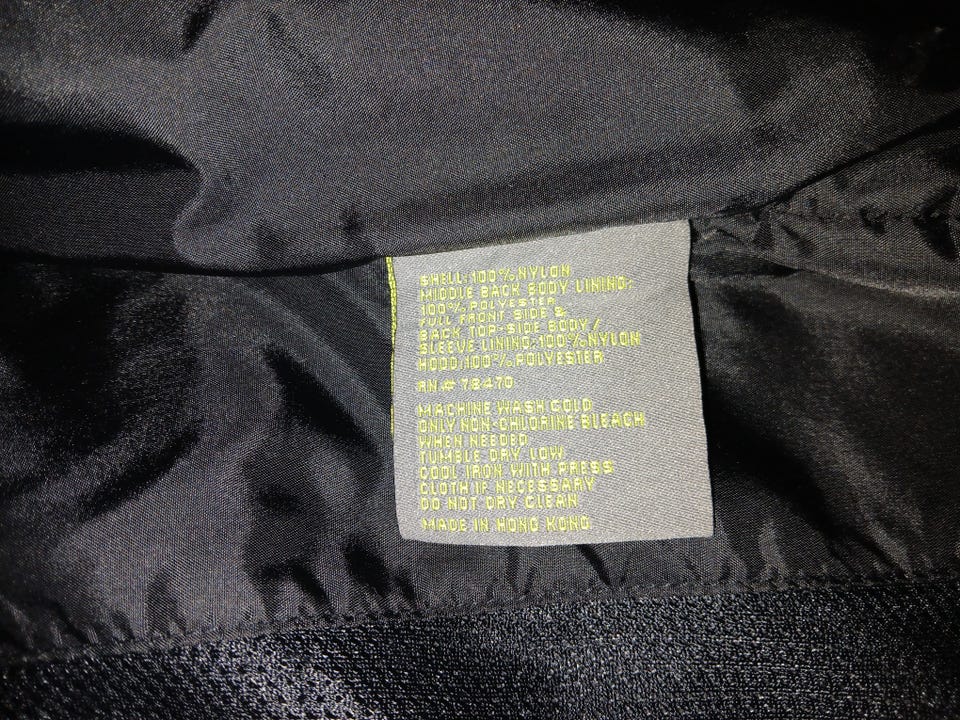 SHELL:100% NYLON
MIDDLE BACK BODY LINING:
100% POLYESTER
FULL FRONT SIDE &
BACK TOP-SIDE BODY/
SLEEVE LINING:100% NYLON
HOOD:100% POLYESTER
RN# 78470
MACHINE WASH COLD
ONLY NON-CHLORINE BLEACH
WHEN NEEDED
TUMBLE DRY LOW
COOL IRON WITH PRESS
CLOTH IF NECESSARY
DO NOT DRY CLEAN
MADE IN HONG KONG